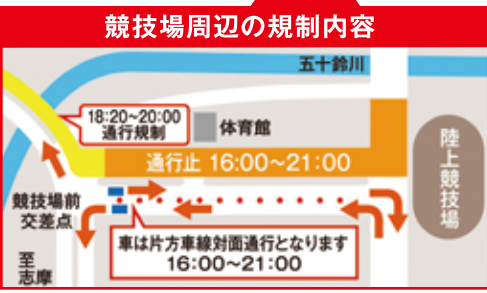 競技場周辺の規制内容
五十鈴川
18:20~20:00
通行規制
体育館
通行止 16:00~21:00
陸上競技場
競技場前
交差点
車は片方車線対面通行となります
16:00~21:00
至
志摩